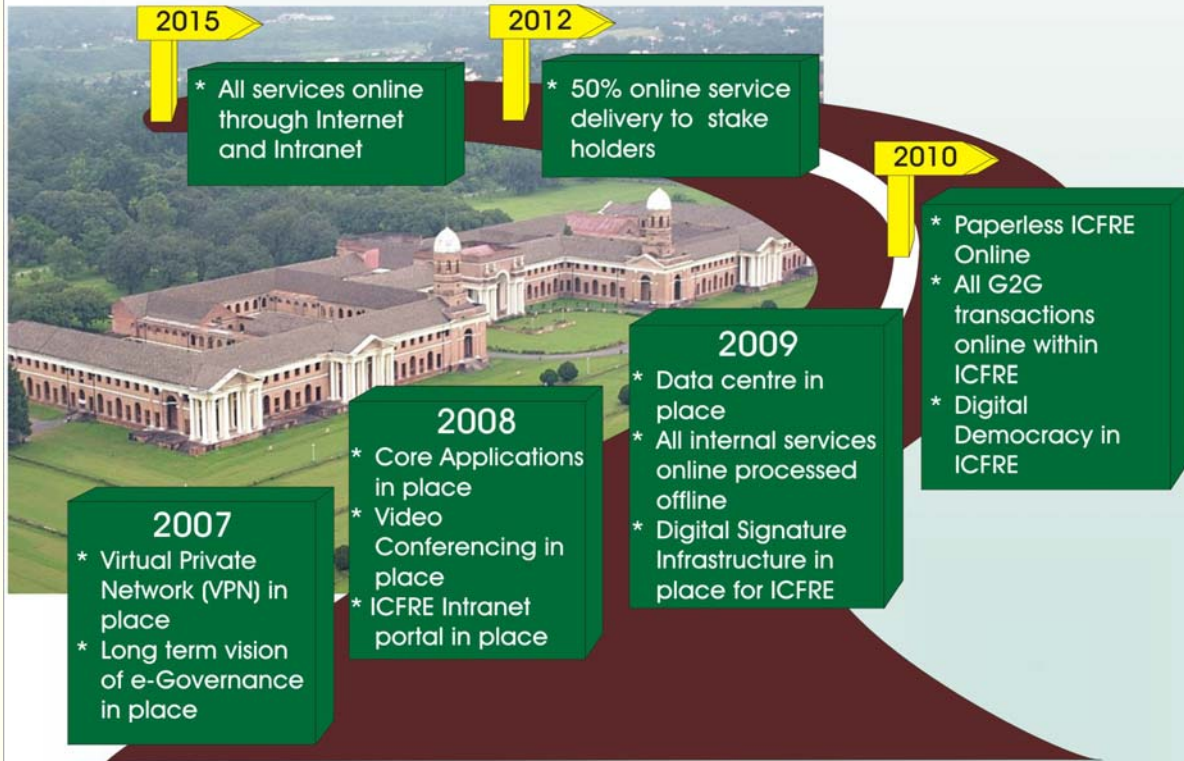 2015
* All services online
through Internet
and Intranet
2012
* 50% online service
delivery to stake
holders
2010
* Paperless ICFRE
Online
* All G2G
transactions
online within
ICFRE
* Digital
Democracy in
ICFRE
2009
* Data centre in
place
* All internal services
online processed
offline
* Digital Signature
Infrastructure in
place for ICFRE
2008
* Core Applications
in place
* Video
Conferencing in
place
* ICFRE Intranet
portal in place
2007
* Virtual Private
Network (VPN) in
place
* Long term vision
of e-Governance
in place